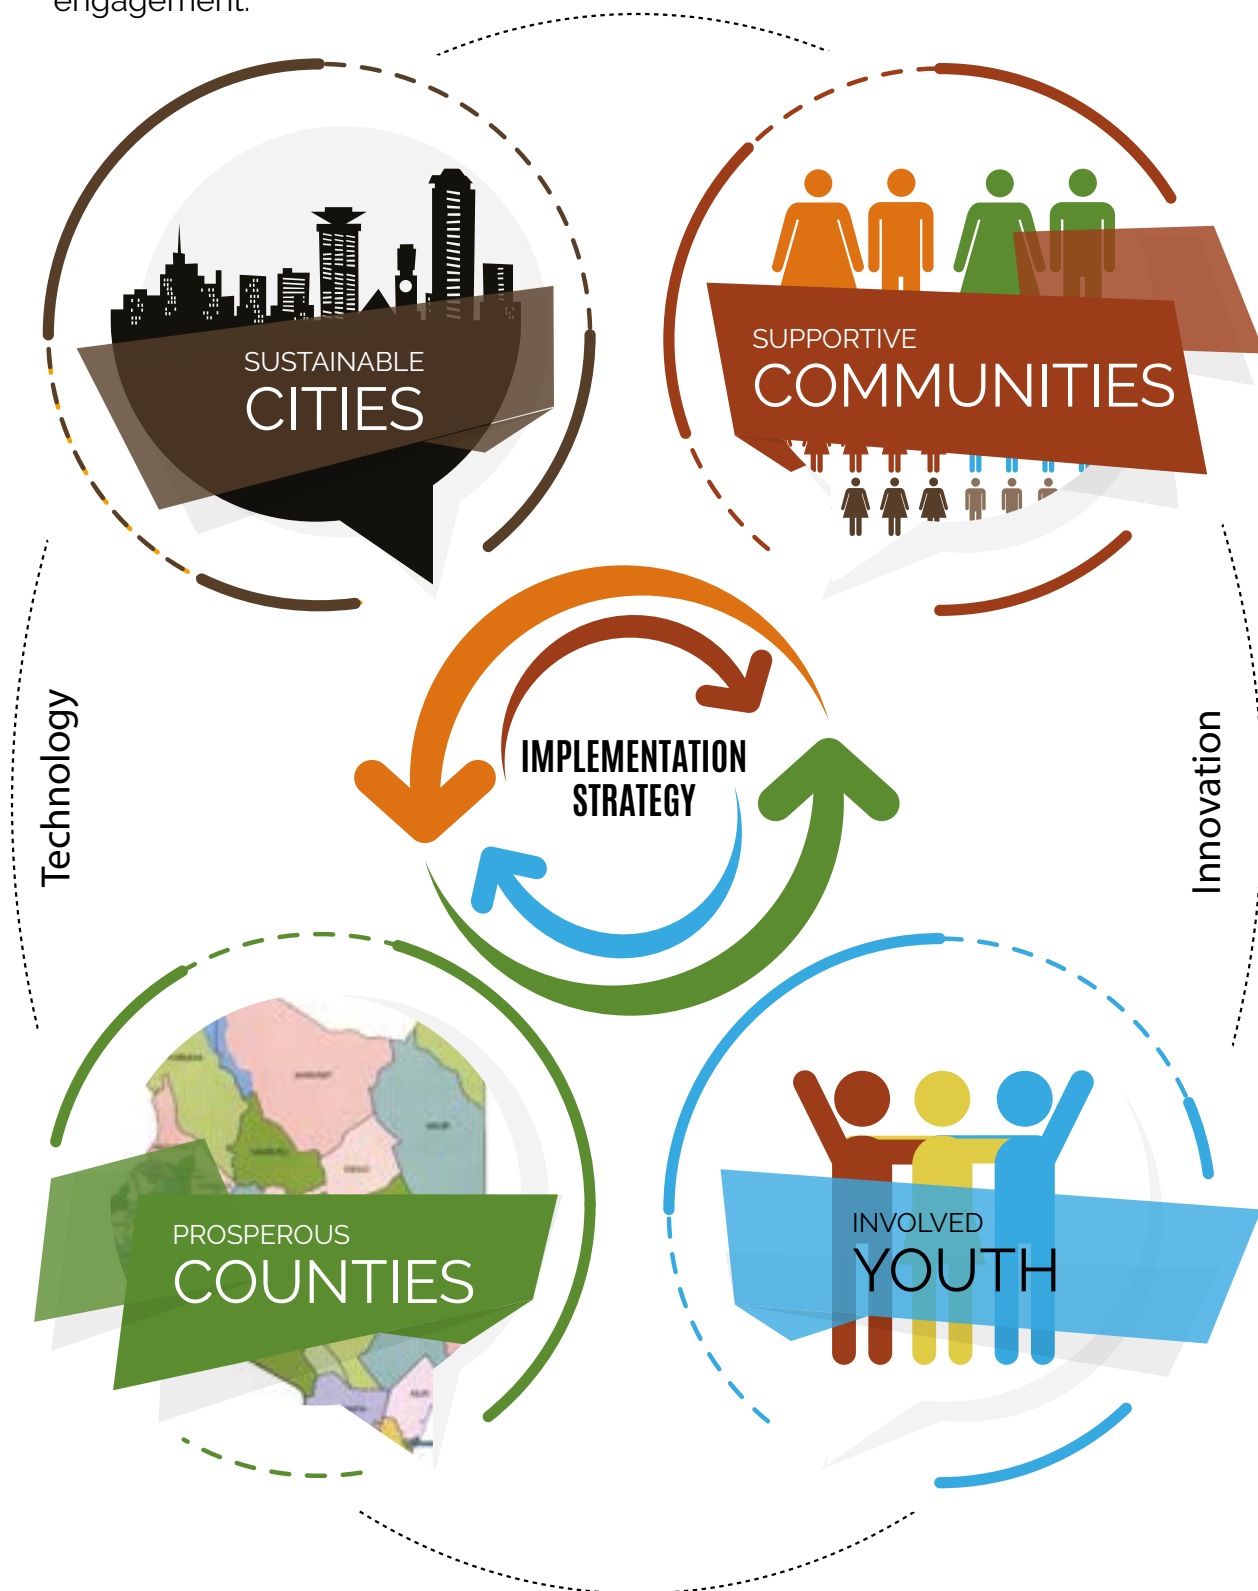 engagement.
SUSTAINABLE
CITIES
SUPPORTIVE
COMMUNITIES
Technology
IMPLEMENTATION
STRATEGY
Innovation
PROSPEROUS
COUNTIES
INVOLVED
YOUTH